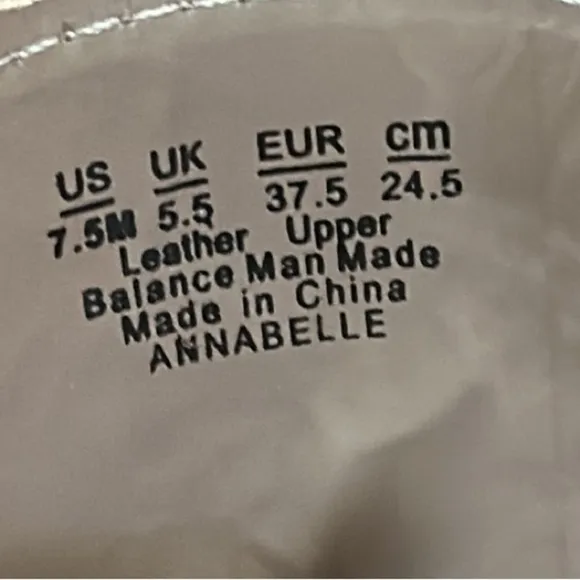 US UK EUR cm
7.5M 5.5 37.5 24.5
Leather Upper
Balance Man Made
Made in China
ANNABELLE